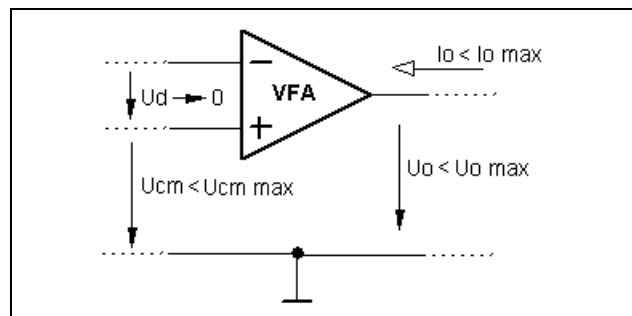 Io < Io max
−
VFA
Ud → 0
+
Ucm < Ucm max
Uo < Uo max